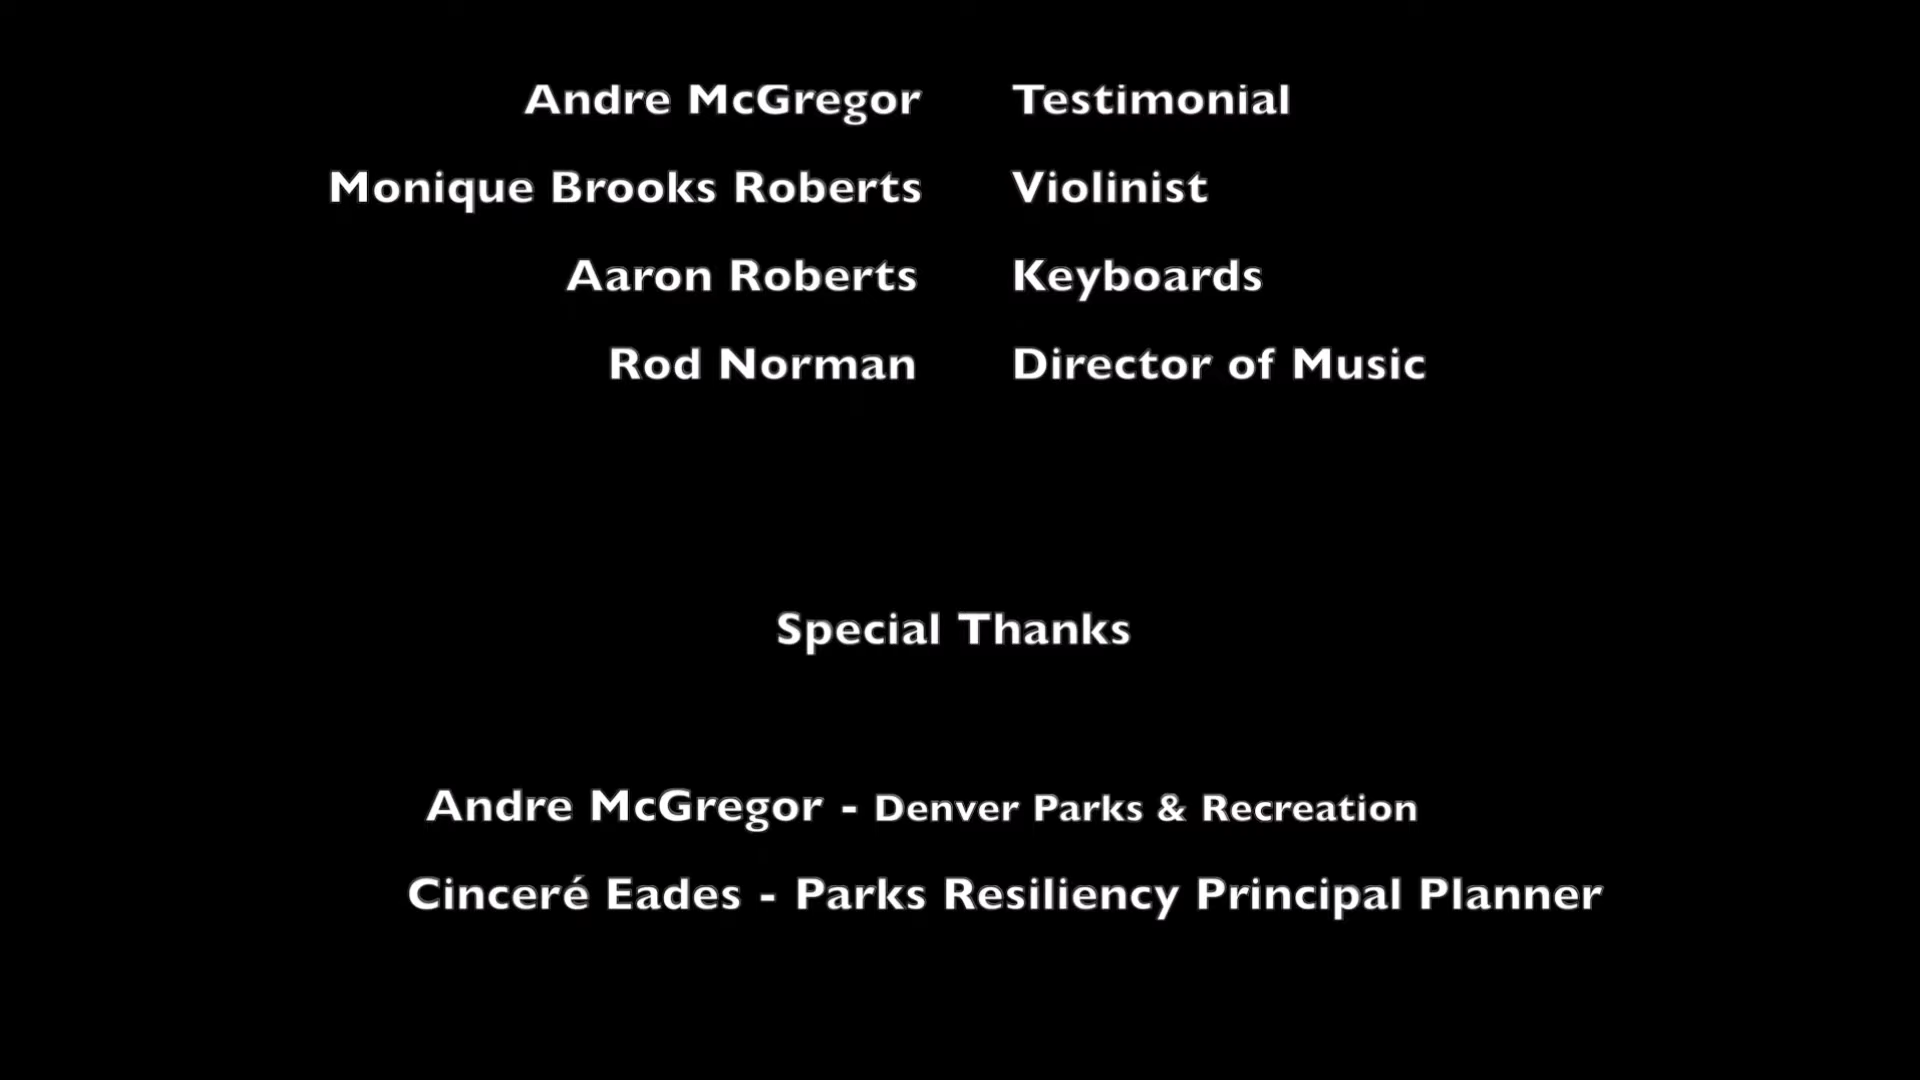 Andre McGregor Testimonial
Monique Brooks Roberts Violinist
Aaron Roberts Keyboards
Rod Norman Director of Music
Special Thanks
Andre McGregor - Denver Parks & Recreation
Cinceré Eades - Parks Resiliency Principal Planner